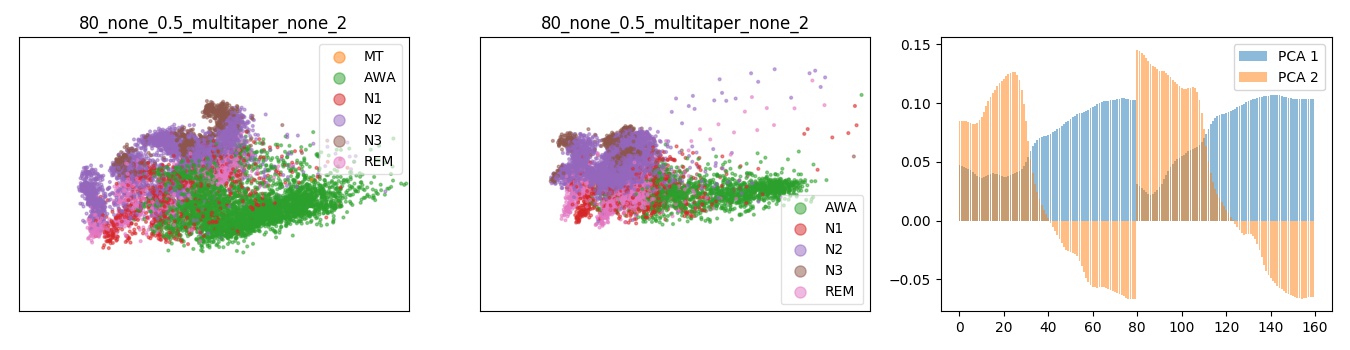 80_none_0.5_multitaper_none_2
MT
AWA
N1
N2
N3
REM
80_none_0.5_multitaper_none_2
AWA
N1
N2
N3
REM
PCA 1
PCA 2
0.15
0.10
0.05
0.00
−0.05
0 20 40 60 80 100 120 140 160